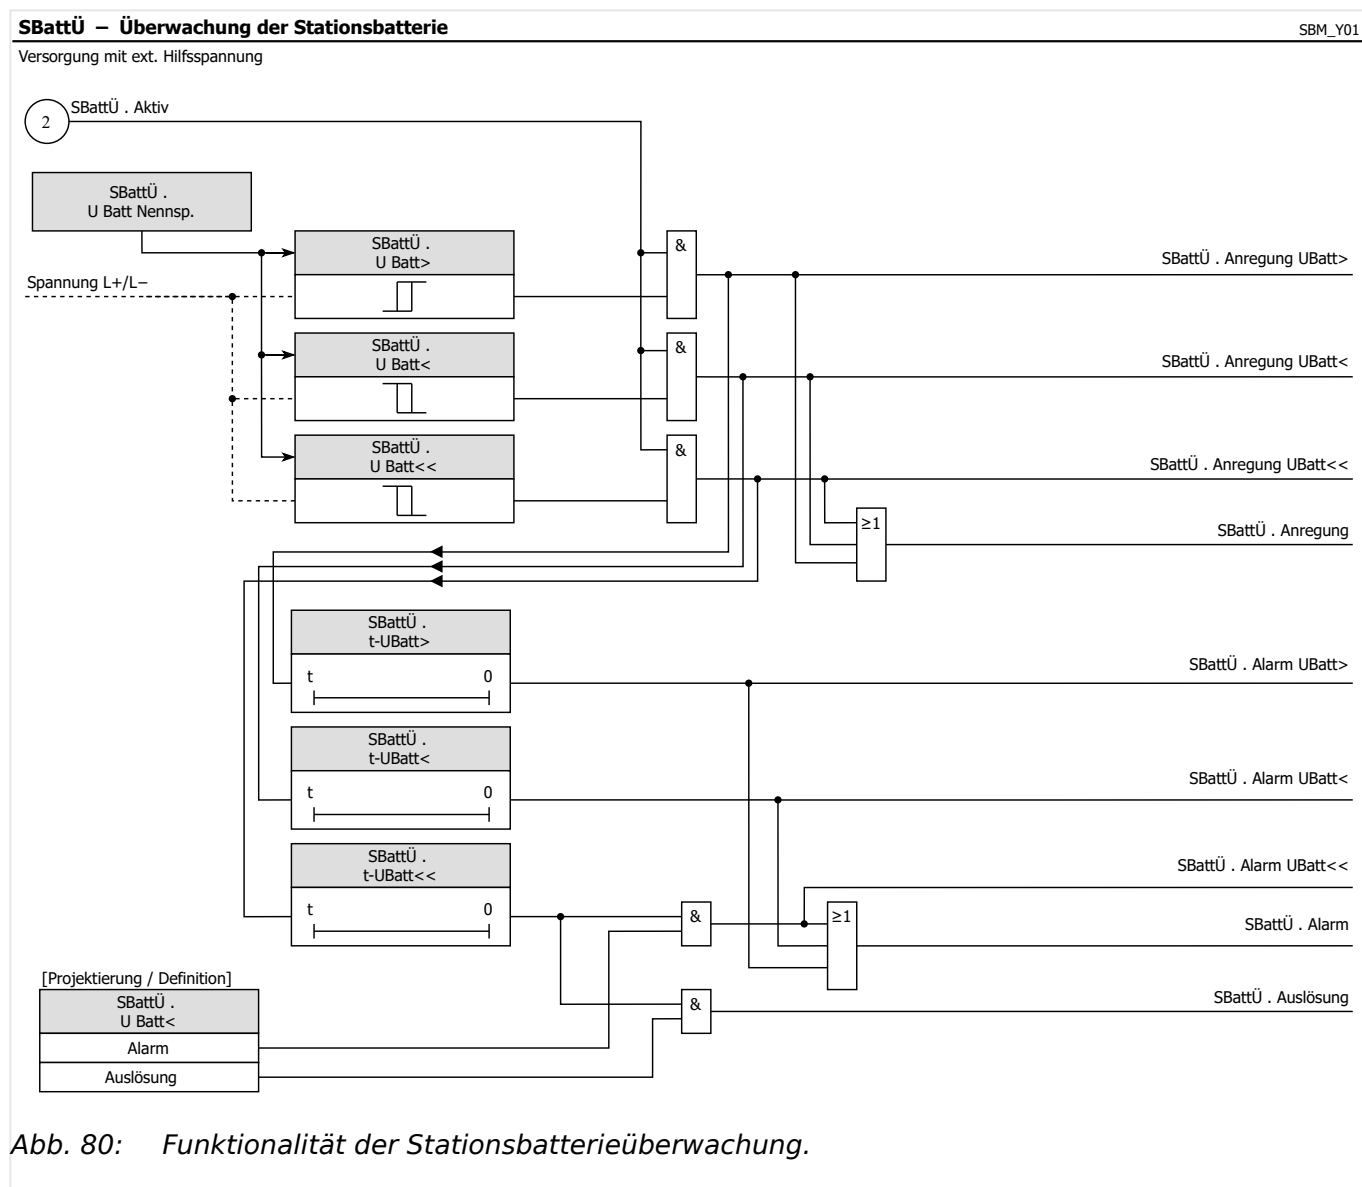 SBattÜ – Überwachung der Stationsbatterie
SBM_Y01
Versorgung mit ext. Hilfsspannung
SBattÜ . Aktiv
2
SBattÜ .
U Batt Nennsp.
SBattÜ .
U Batt>
&
SBattÜ . Anregung UBatt>
Spannung L+/L−
SBattÜ .
U Batt<
&
SBattÜ . Anregung UBatt<
SBattÜ .
U Batt<<
&
SBattÜ . Anregung UBatt<<
≥1
SBattÜ . Anregung
SBattÜ .
t-UBatt>
t 0
SBattÜ . Alarm UBatt>
SBattÜ .
t-UBatt<
t 0
SBattÜ . Alarm UBatt<
SBattÜ .
t-UBatt<<
t 0
SBattÜ . Alarm UBatt<<
&
≥1
SBattÜ . Alarm
[Projektierung / Definition]
SBattÜ .
U Batt<
Alarm
Auslösung
&
SBattÜ . Auslösung
Abb. 80: Funktionalität der Stationsbatterieüberwachung.